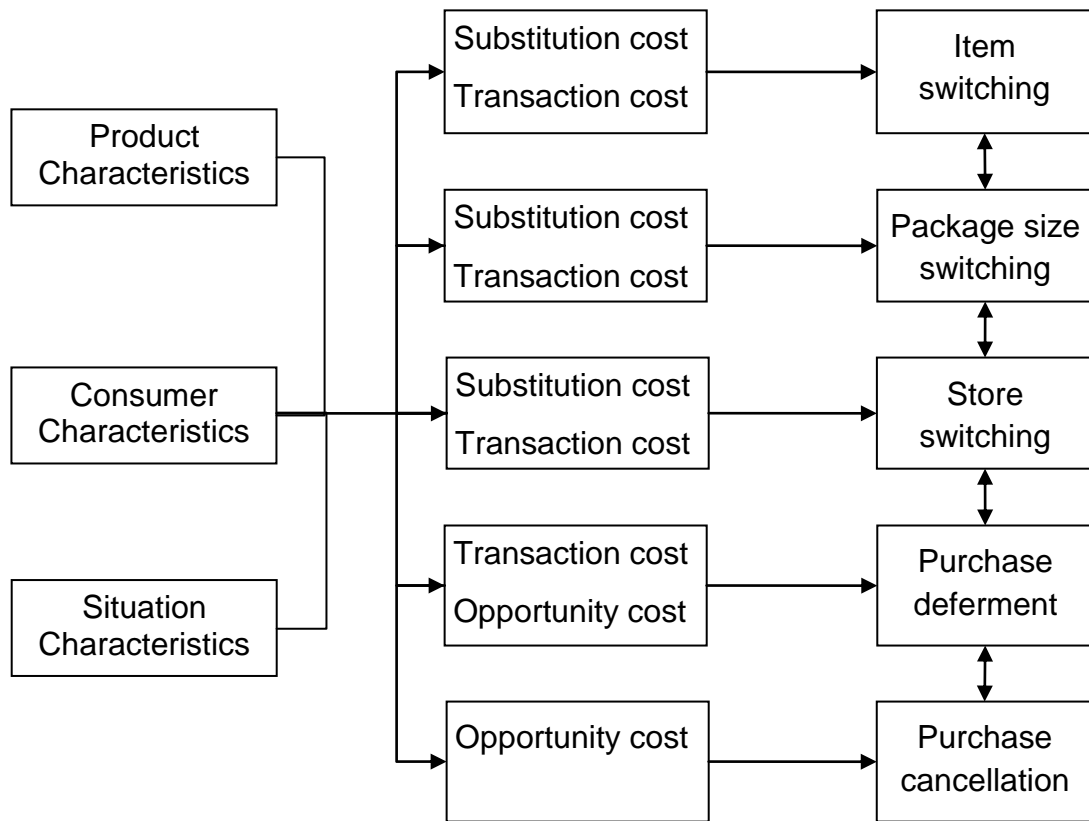 Product
Characteristics
Consumer
Characteristics
Situation
Characteristics
Substitution cost
Transaction cost
Substitution cost
Transaction cost
Substitution cost
Transaction cost
Transaction cost
Opportunity cost
Opportunity cost
Item
switching
Package size
switching
Store
switching
Purchase
deferment
Purchase
cancellation